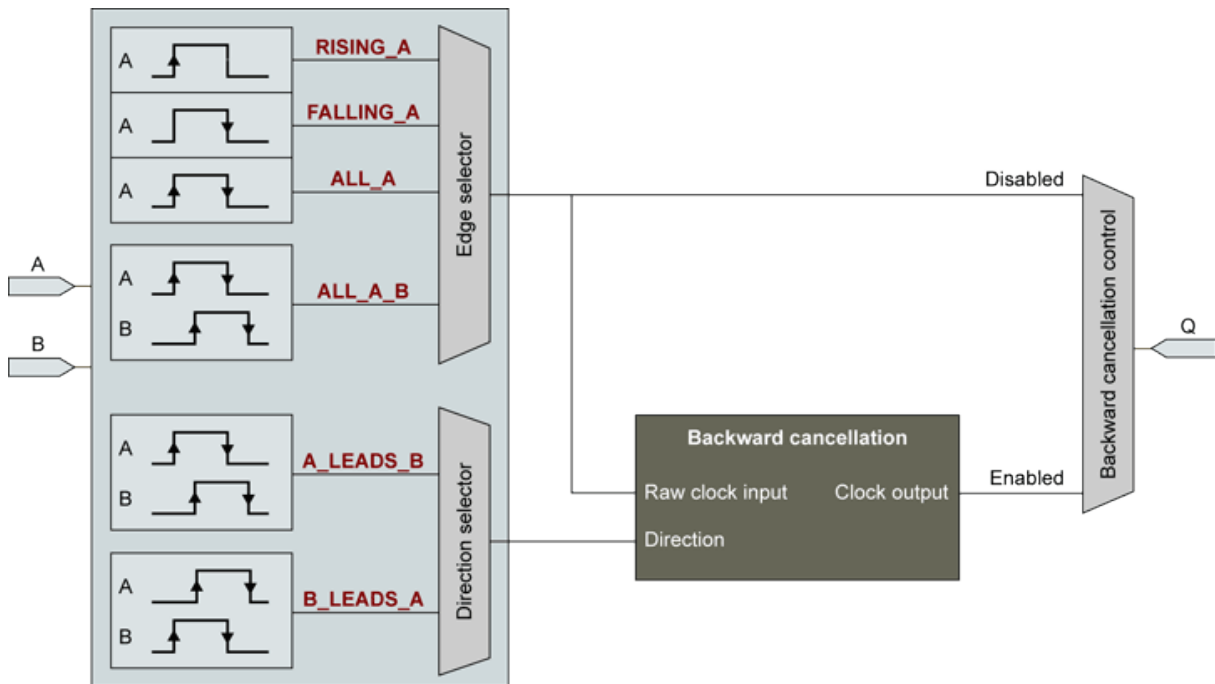 A
RISING_A
A
FALLING_A
A
ALL_A
A
B
ALL_A_B
Edge selector
A
B
A
B
A_LEADS_B
A
B
B_LEADS_A
Direction selector
Disabled
Backward cancellation
Raw clock input
Clock output
Direction
Enabled
Backward cancellation control
Q